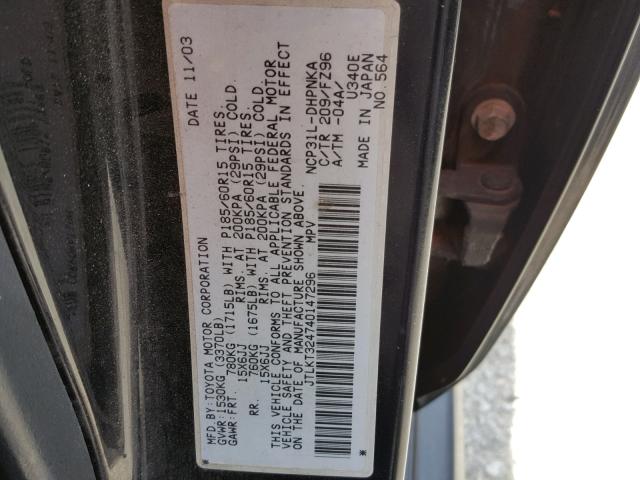 MFD.BY:TOYOTA MOTOR CORPORATION DATE 11/03
GVWR:1530KG (3370LB)
GAWR:FRT. 780KG (1715LB) WITH P185/60R15 TIRES.
15X6JJ RIMS. AT 200KPA (29PSI) COLD.
RR. 760KG (1675LB) WITH P185/60R15 TIRES.
15X6JJ RIMS. AT 200KPA (29PSI) COLD.
THIS VEHICLE CONFORMS TO ALL APPLICABLE FEDERAL MOTOR
VEHICLE SAFETY AND THEFT PREVENTION STANDARDS IN EFFECT
ON THE DATE OF MANUFACTURE SHOWN ABOVE.
JTLKT324740147296 MPV NCP31L-DHPNKA
C/TR 209/FZ96
A/TM -04A/ U340E
MADE IN JAPAN
* * NO.564